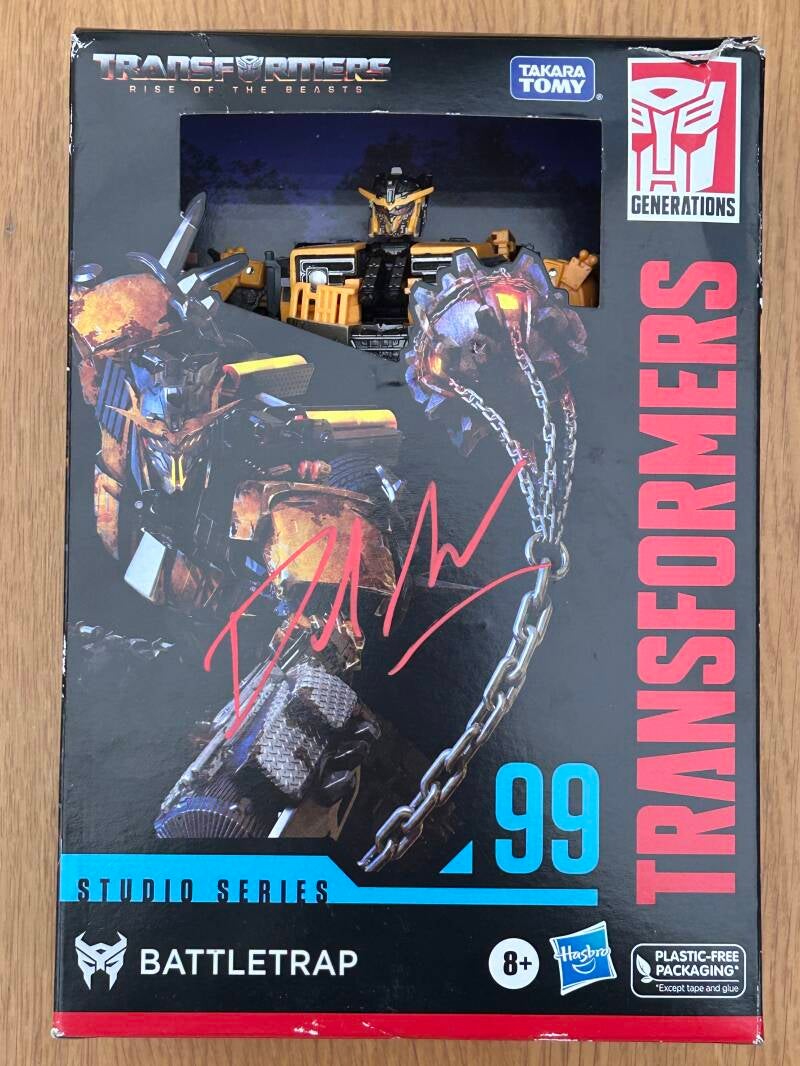 TRANSFORMERS
RISE OF THE BEASTS
TAKARA
TOMY®
GENERATIONS
TRANSFORMERS
99
STUDIO SERIES
BATTLETRAP
8+
Hasbro
PLASTIC-FREE
PACKAGING*
*Except tape and glue